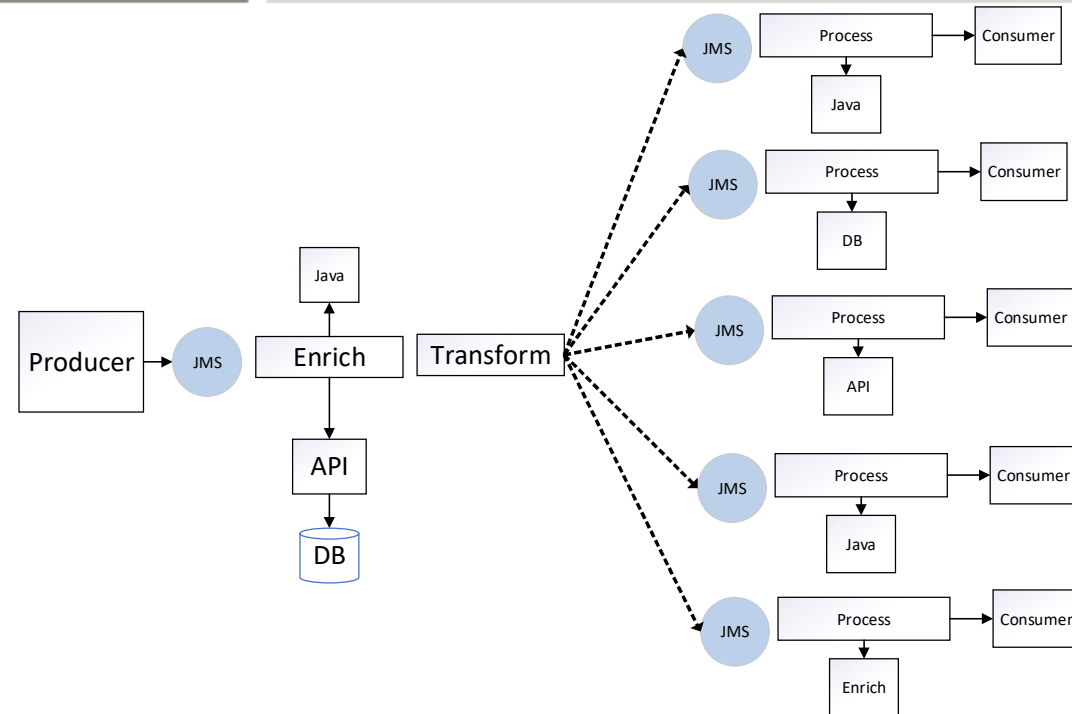 JMS
Process
Consumer
Java
JMS
Process
Consumer
DB
Java
Producer
JMS
Enrich
Transform
API
DB
JMS
Process
Consumer
API
JMS
Process
Consumer
Java
JMS
Process
Consumer
Enrich